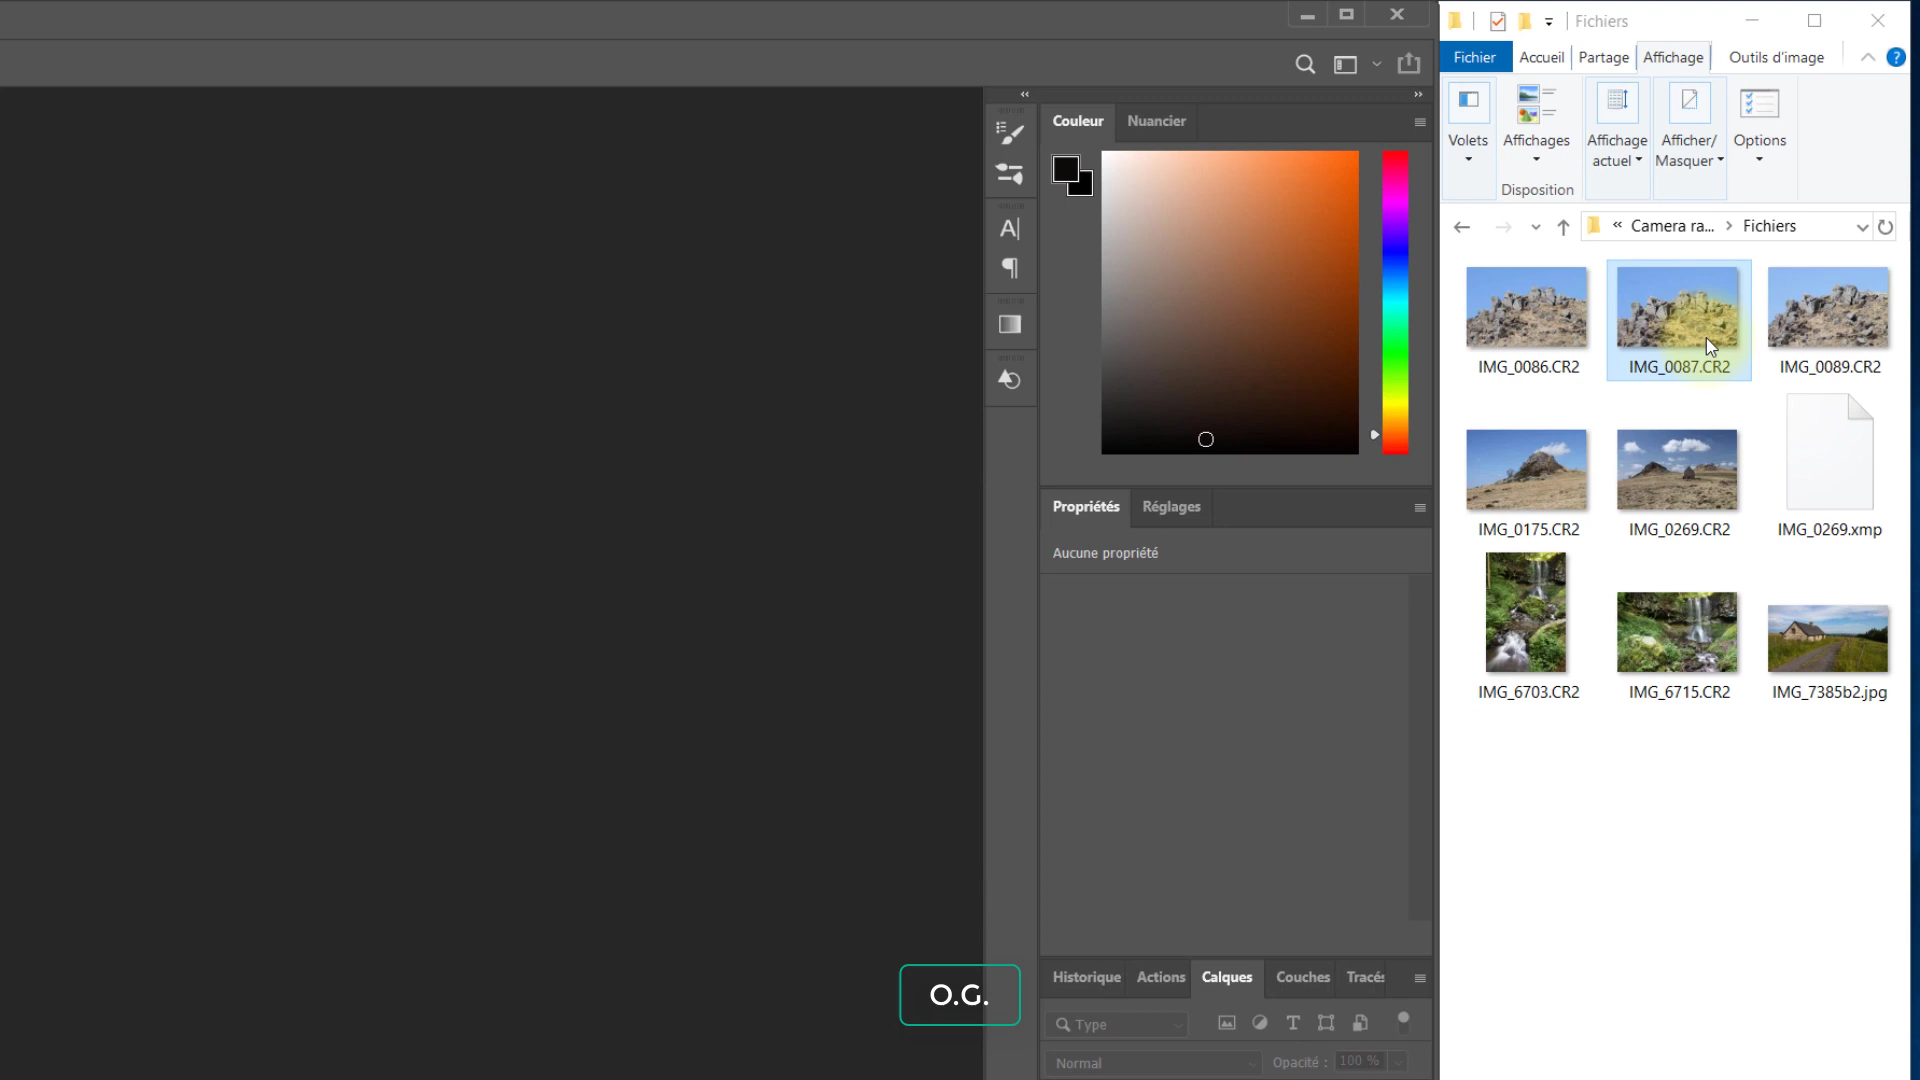 Fichiers
Fichier Accueil Partage Affichage Outils d'image
Volets Affichages Affichage actuel Afficher/ Masquer Options
Disposition
« Camera ra... > Fichiers
IMG_0086.CR2 IMG_0087.CR2 IMG_0089.CR2
IMG_0175.CR2 IMG_0269.CR2 IMG_0269.xmp
IMG_6703.CR2 IMG_6715.CR2 IMG_7385b2.jpg
Couleur Nuancier
Propriétés Réglages
Aucune propriété
Historique Actions Calques Couches Tracés
Type
Normal Opacité : 100 %
O.G.